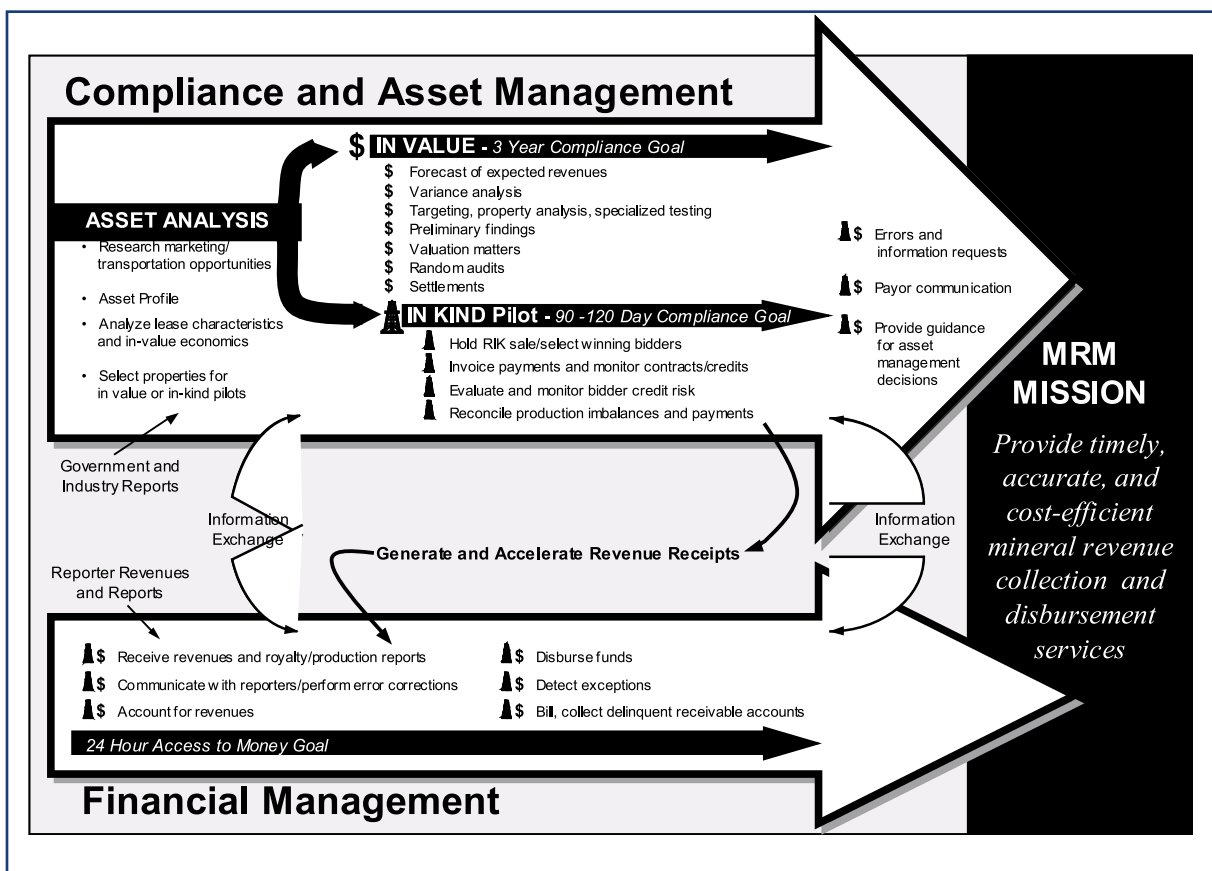 Compliance and Asset Management
$ IN VALUE - 3 Year Compliance Goal
$ Forecast of expected revenues
$ Variance analysis
$ Targeting, property analysis, specialized testing
$ Preliminary findings
$ Valuation matters
$ Random audits
$ Settlements
ASSET ANALYSIS
• Research marketing/
transportation opportunities
• Asset Profile
• Analyze lease characteristics
and in-value economics
• Select properties for
in value or in-kind pilots
IN KIND Pilot - 90 -120 Day Compliance Goal
Hold RIK sale/select winning bidders
Invoice payments and monitor contracts/credits
Evaluate and monitor bidder credit risk
Reconcile production imbalances and payments
$ Errors and
information requests
$ Payor communication
$ Provide guidance
for asset
management
decisions
Government and
Industry Reports
Information
Exchange
Generate and Accelerate Revenue Receipts
Information
Exchange
Reporter Revenues
and Reports
$ Receive revenues and royalty/production reports
$ Communicate with reporters/perform error corrections
$ Account for revenues
$ Disburse funds
$ Detect exceptions
$ Bill, collect delinquent receivable accounts
24 Hour Access to Money Goal
Financial Management
MRM
MISSION
Provide timely,
accurate, and
cost-efficient
mineral revenue
collection and
disbursement
services